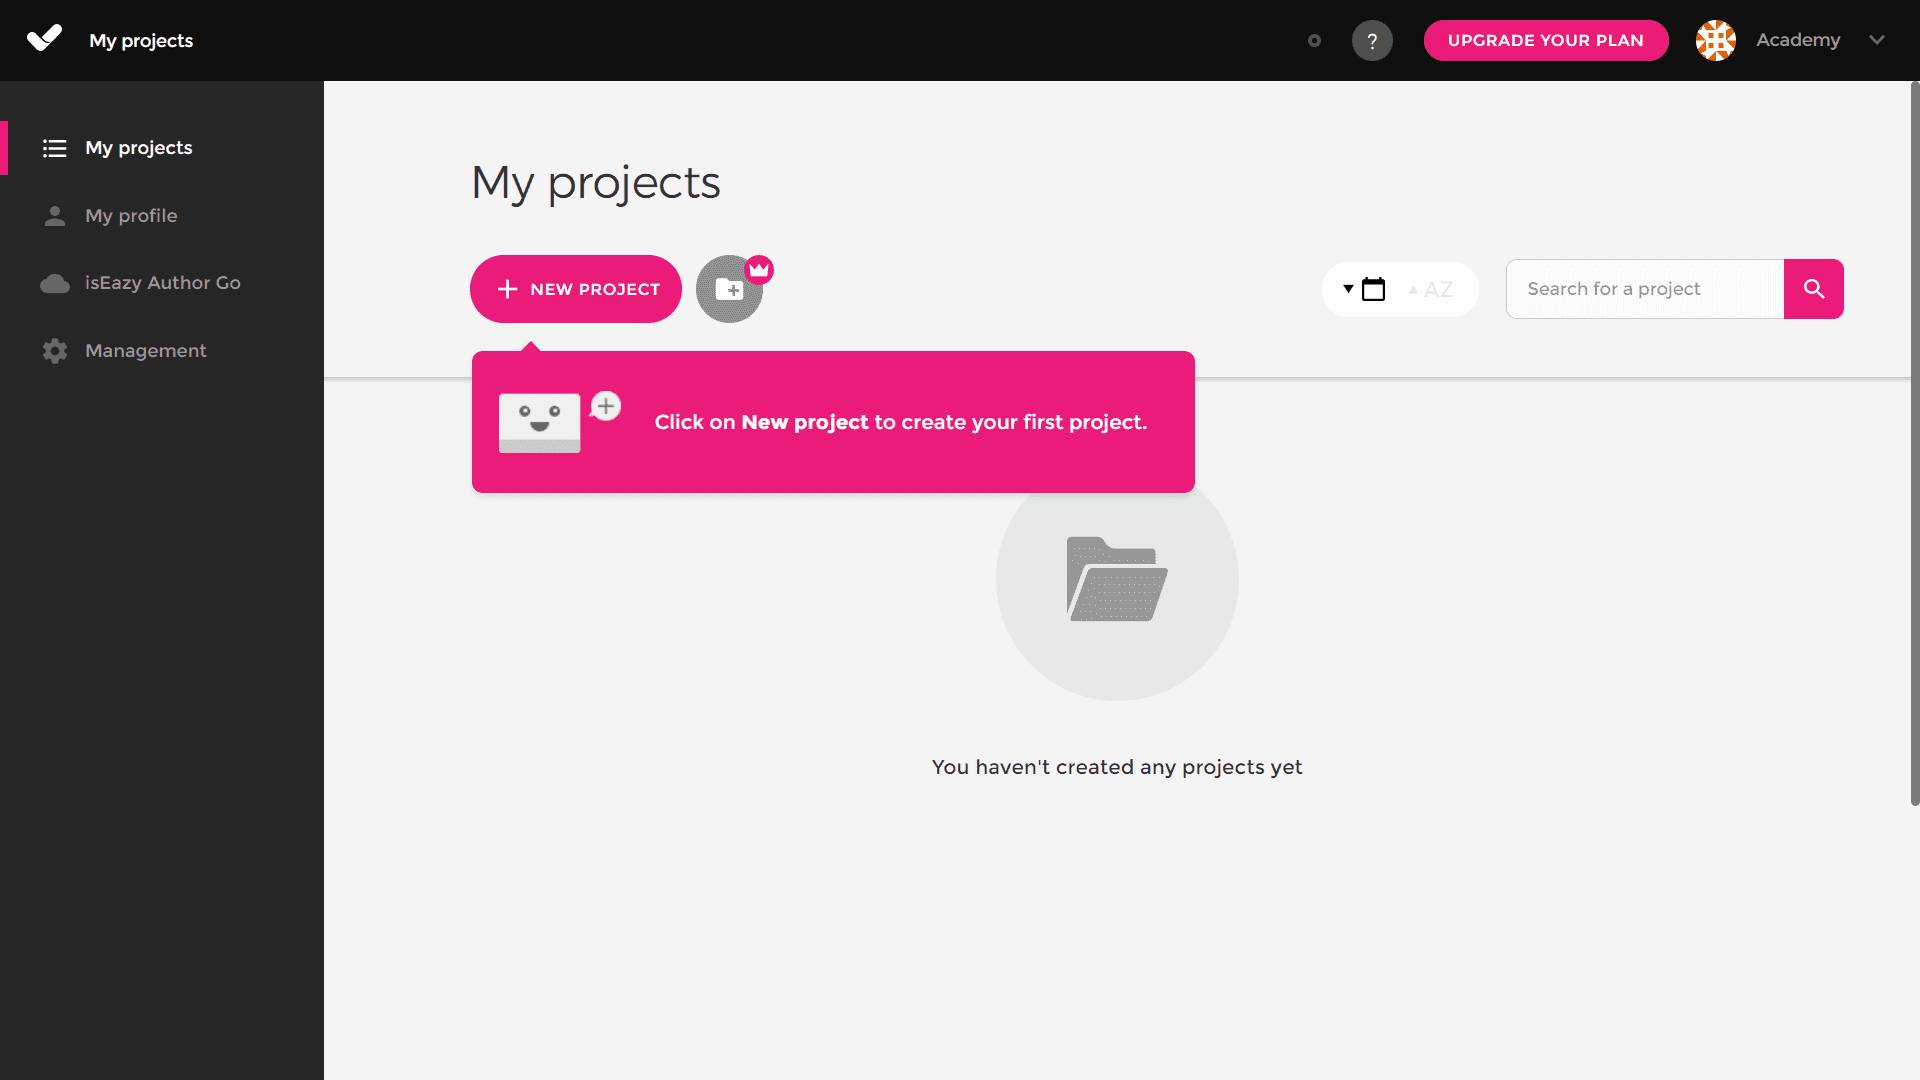 My projects
?
UPGRADE YOUR PLAN
Academy
My projects
My profile
isEazy Author Go
Management
My projects
NEW PROJECT
AZ
Search for a project
Click on New project to create your first project.
You haven't created any projects yet